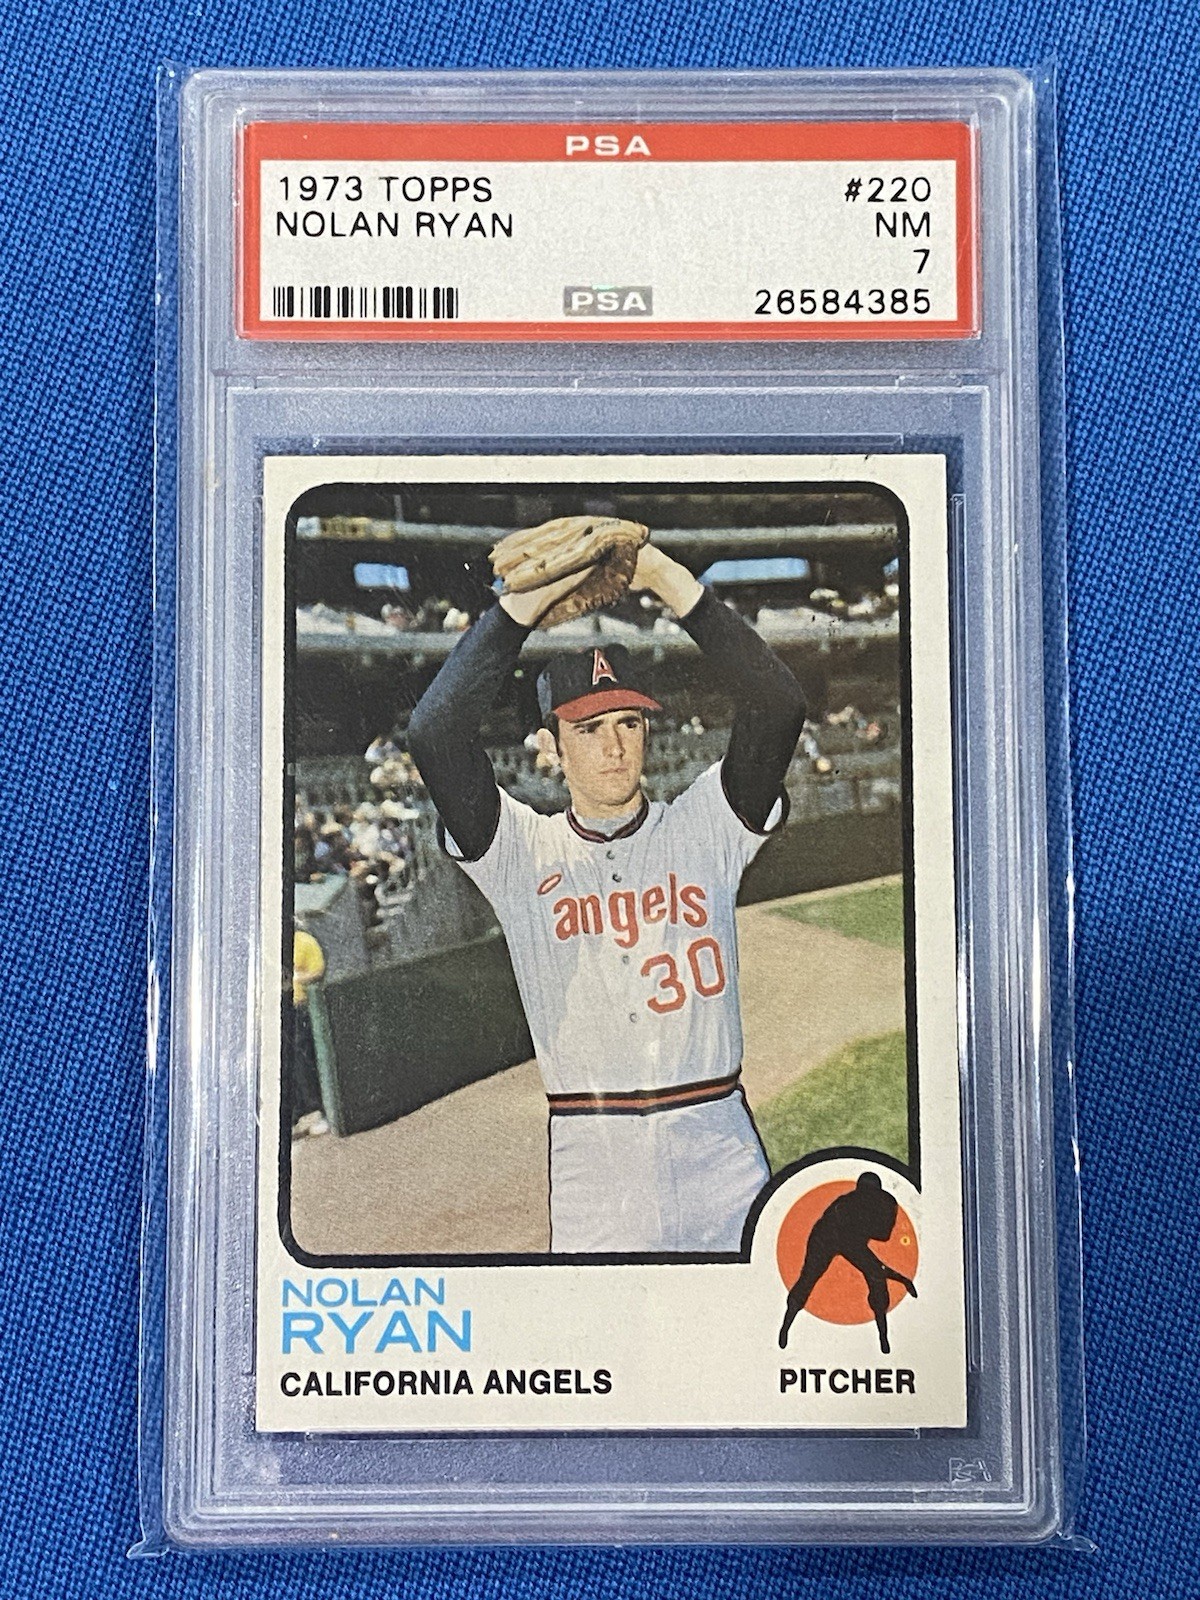 PSA
1973 TOPPS #220
NOLAN RYAN NM
7
PSA 26584385
A
angels
30
NOLAN
RYAN
CALIFORNIA ANGELS PITCHER